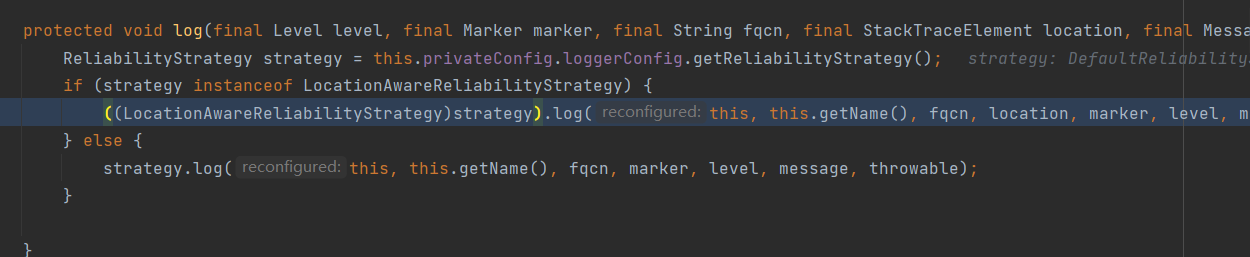 protected void log(final Level level, final Marker marker, final String fqcn, final StackTraceElement location, final Messa
ReliabilityStrategy strategy = this.privateConfig.loggerConfig.getReliabilityStrategy(); strategy: DefaultReliabilityS
if (strategy instanceof LocationAwareReliabilityStrategy) {
((LocationAwareReliabilityStrategy)strategy).log( reconfigured: this, this.getName(), fqcn, location, marker, level, m
} else {
strategy.log( reconfigured: this, this.getName(), fqcn, marker, level, message, throwable);
}
}